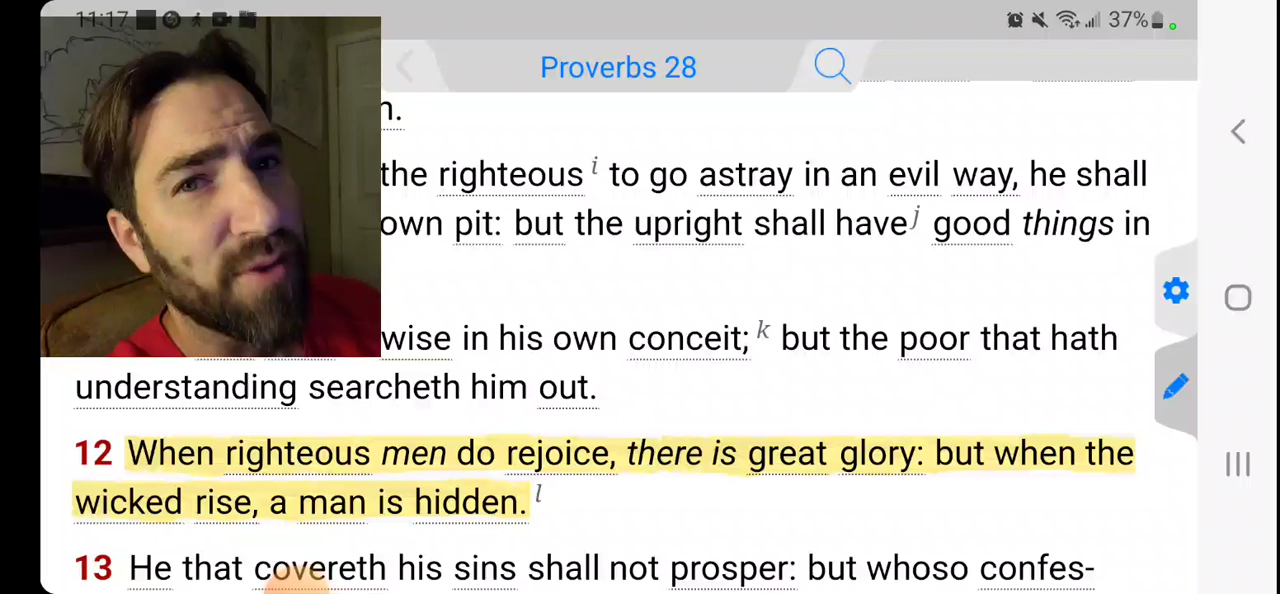 11:17
37%
Proverbs 28
n.
the righteous i to go astray in an evil way, he shall
own pit: but the upright shall have j good things in
wise in his own conceit; k but the poor that hath
understanding searcheth him out.
12 When righteous men do rejoice, there is great glory: but when the
wicked rise, a man is hidden. l
13 He that covereth his sins shall not prosper: but whoso confes-